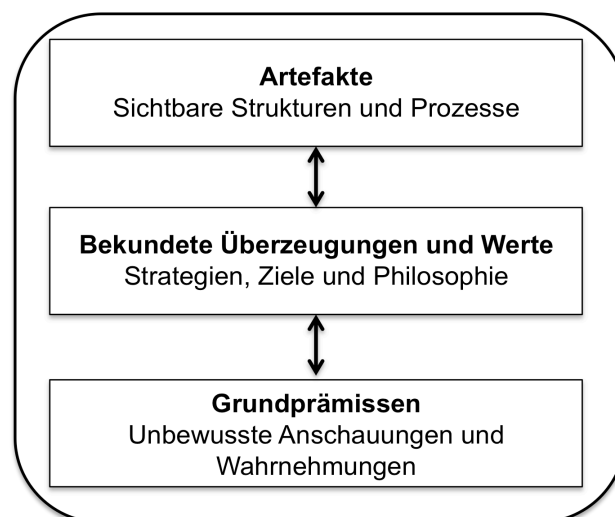 Artefakte
Sichtbare Strukturen und Prozesse
Bekundete Überzeugungen und Werte
Strategien, Ziele und Philosophie
Grundprämissen
Unbewusste Anschauungen und
Wahrnehmungen